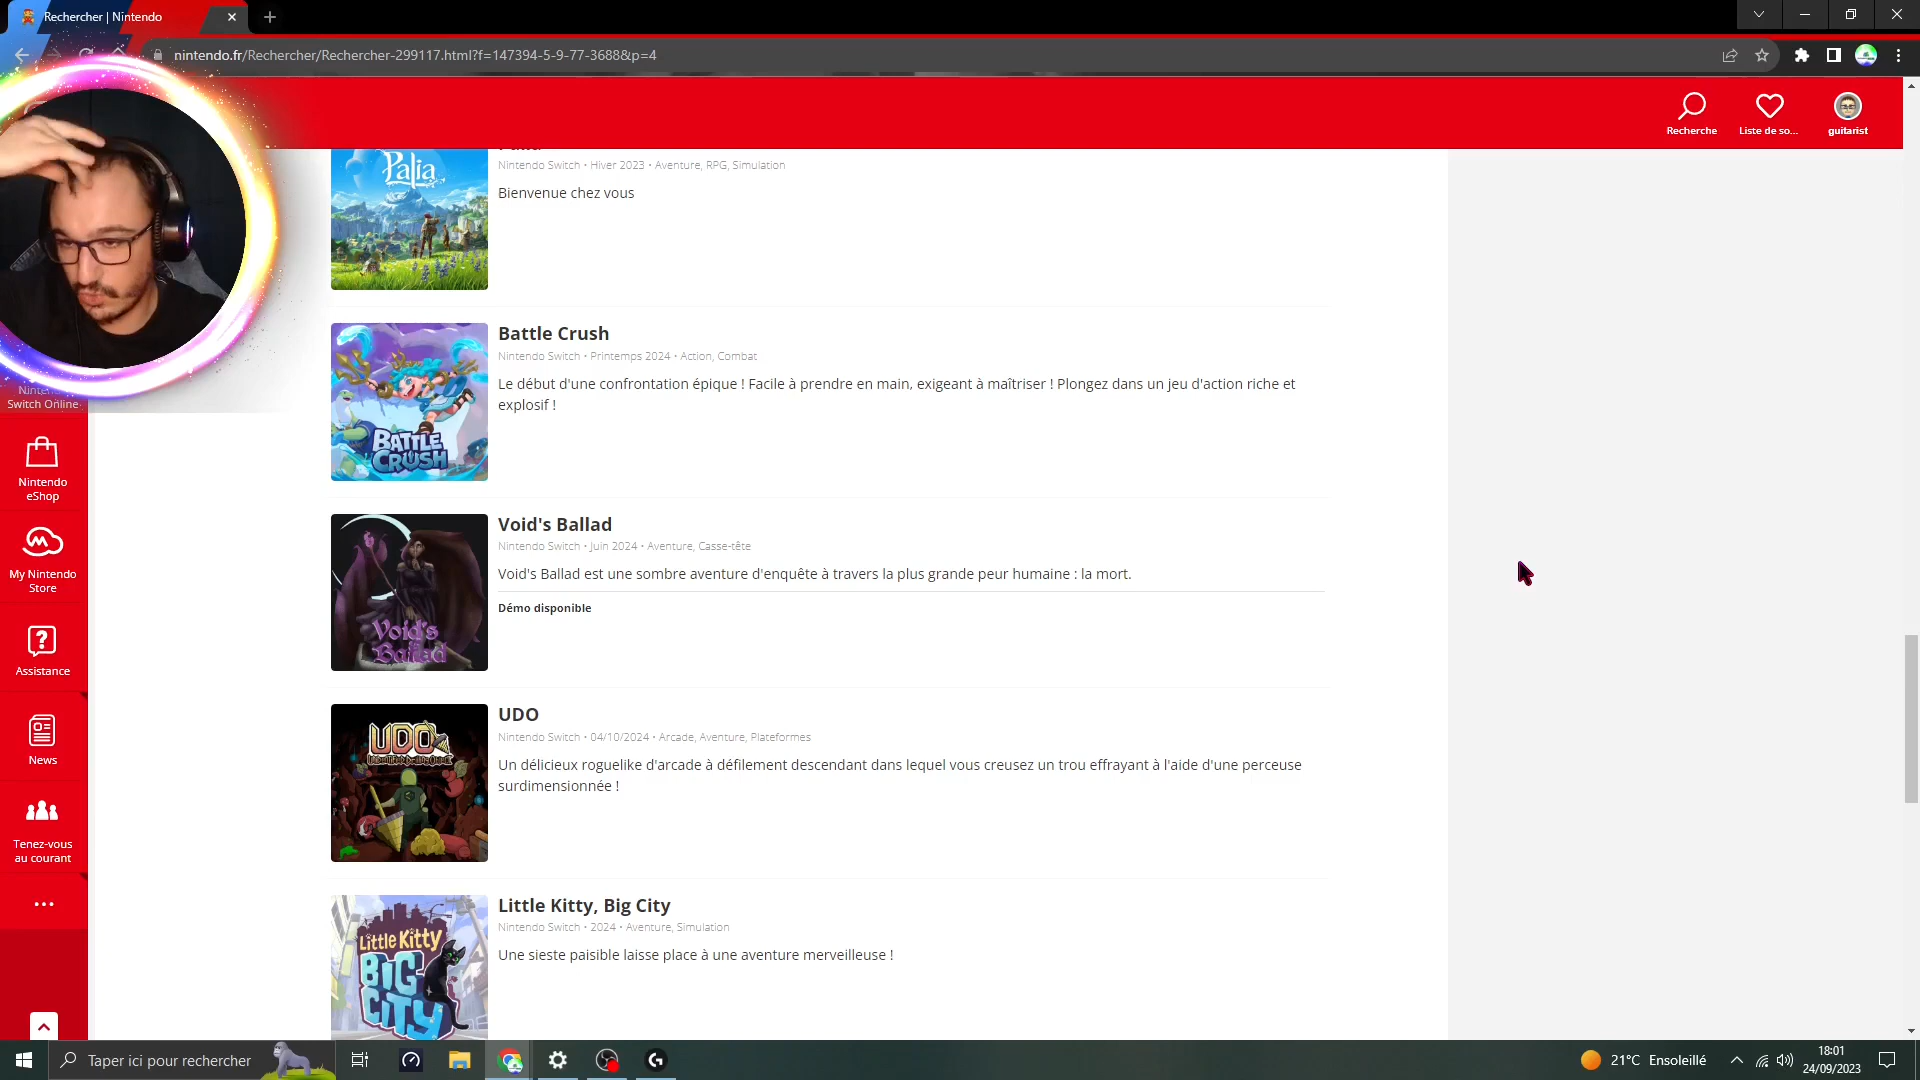 Rechercher | Nintendo
nintendo.fr/Rechercher/Rechercher-299117.html?f=147394-5-9-77-3688&p=4
Recherche
Liste de so...
guitarist
Palia
Nintendo Switch • Hiver 2023 • Aventure, RPG, Simulation
Bienvenue chez vous
BATTLE
CRUSH
Battle Crush
Nintendo Switch • Printemps 2024 • Action, Combat
Le début d'une confrontation épique ! Facile à prendre en main, exigeant à maîtriser ! Plongez dans un jeu d'action riche et
explosif !
Void's
Ballad
Void's Ballad
Nintendo Switch • Juin 2024 • Aventure, Casse-tête
Void's Ballad est une sombre aventure d'enquête à travers la plus grande peur humaine : la mort.
Démo disponible
UDO
UDO
Nintendo Switch • 04/10/2024 • Arcade, Aventure, Plateformes
Un délicieux roguelike d'arcade à défilement descendant dans lequel vous creusez un trou effrayant à l'aide d'une perceuse
surdimensionnée !
Little Kitty
BIG
CITY
Little Kitty, Big City
Nintendo Switch • 2024 • Aventure, Simulation
Une sieste paisible laisse place à une aventure merveilleuse !
Switch Online
Nintendo
eShop
My Nintendo
Store
Assistance
News
Tenez-vous
au courant
Taper ici pour rechercher
21°C Ensoleillé
18:01
24/09/2023